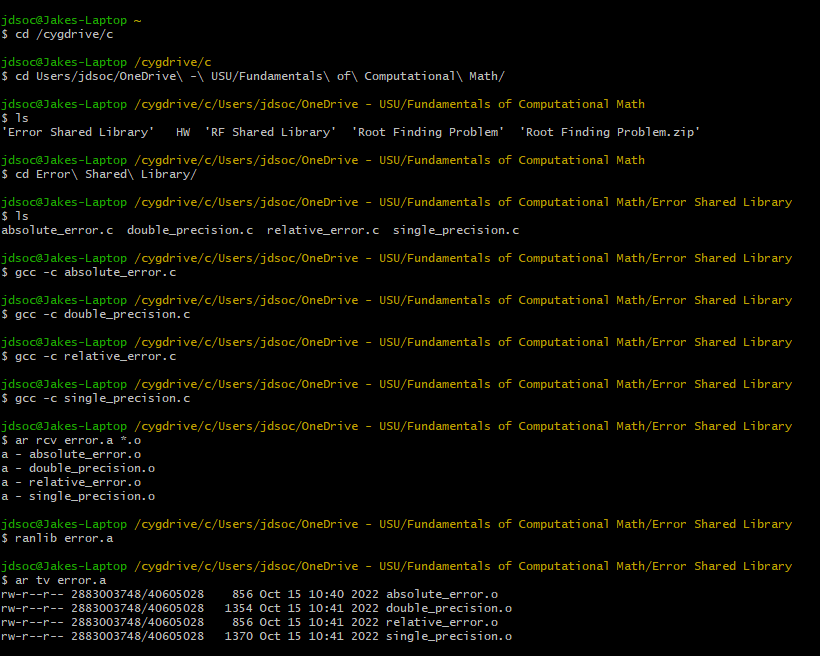 jdsoc@Jakes-Laptop ~
$ cd /cygdrive/c
jdsoc@Jakes-Laptop /cygdrive/c
$ cd Users/jdsoc/OneDrive\ -\ USU/Fundamentals\ of\ Computational\ Math/
jdsoc@Jakes-Laptop /cygdrive/c/Users/jdsoc/OneDrive - USU/Fundamentals of Computational Math
$ ls
'Error Shared Library'   HW  'RF Shared Library'  'Root Finding Problem'  'Root Finding Problem.zip'
jdsoc@Jakes-Laptop /cygdrive/c/Users/jdsoc/OneDrive - USU/Fundamentals of Computational Math
$ cd Error\ Shared\ Library/
jdsoc@Jakes-Laptop /cygdrive/c/Users/jdsoc/OneDrive - USU/Fundamentals of Computational Math/Error Shared Library
$ ls
absolute_error.c  double_precision.c  relative_error.c  single_precision.c
jdsoc@Jakes-Laptop /cygdrive/c/Users/jdsoc/OneDrive - USU/Fundamentals of Computational Math/Error Shared Library
$ gcc -c absolute_error.c
jdsoc@Jakes-Laptop /cygdrive/c/Users/jdsoc/OneDrive - USU/Fundamentals of Computational Math/Error Shared Library
$ gcc -c double_precision.c
jdsoc@Jakes-Laptop /cygdrive/c/Users/jdsoc/OneDrive - USU/Fundamentals of Computational Math/Error Shared Library
$ gcc -c relative_error.c
jdsoc@Jakes-Laptop /cygdrive/c/Users/jdsoc/OneDrive - USU/Fundamentals of Computational Math/Error Shared Library
$ gcc -c single_precision.c
jdsoc@Jakes-Laptop /cygdrive/c/Users/jdsoc/OneDrive - USU/Fundamentals of Computational Math/Error Shared Library
$ ar rcv error.a *.o
a - absolute_error.o
a - double_precision.o
a - relative_error.o
a - single_precision.o
jdsoc@Jakes-Laptop /cygdrive/c/Users/jdsoc/OneDrive - USU/Fundamentals of Computational Math/Error Shared Library
$ ranlib error.a
jdsoc@Jakes-Laptop /cygdrive/c/Users/jdsoc/OneDrive - USU/Fundamentals of Computational Math/Error Shared Library
$ ar tv error.a
rw-r--r-- 2883003748/40605028    856 Oct 15 10:40 2022 absolute_error.o
rw-r--r-- 2883003748/40605028   1354 Oct 15 10:41 2022 double_precision.o
rw-r--r-- 2883003748/40605028    856 Oct 15 10:41 2022 relative_error.o
rw-r--r-- 2883003748/40605028   1370 Oct 15 10:41 2022 single_precision.o